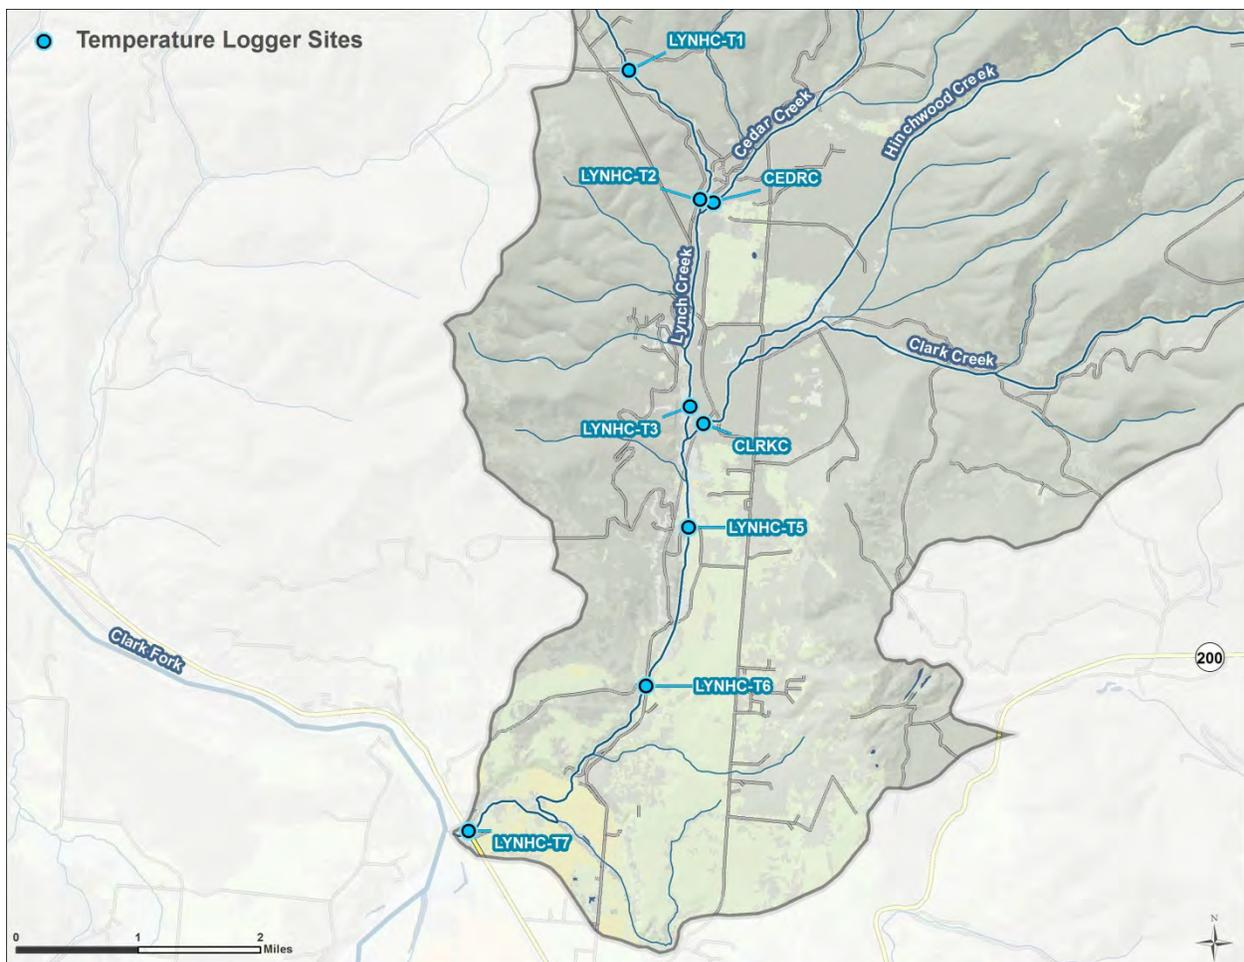 Temperature Logger Sites
LYNHC-T1
Cedar Creek
Hinchwood Creek
LYNHC-T2
CEDRC
Lynch Creek
Clark Creek
LYNHC-T3
CLRKC
LYNHC-T5
Clark Fork
200
LYNHC-T6
LYNHC-T7
0 1 2
Miles
N